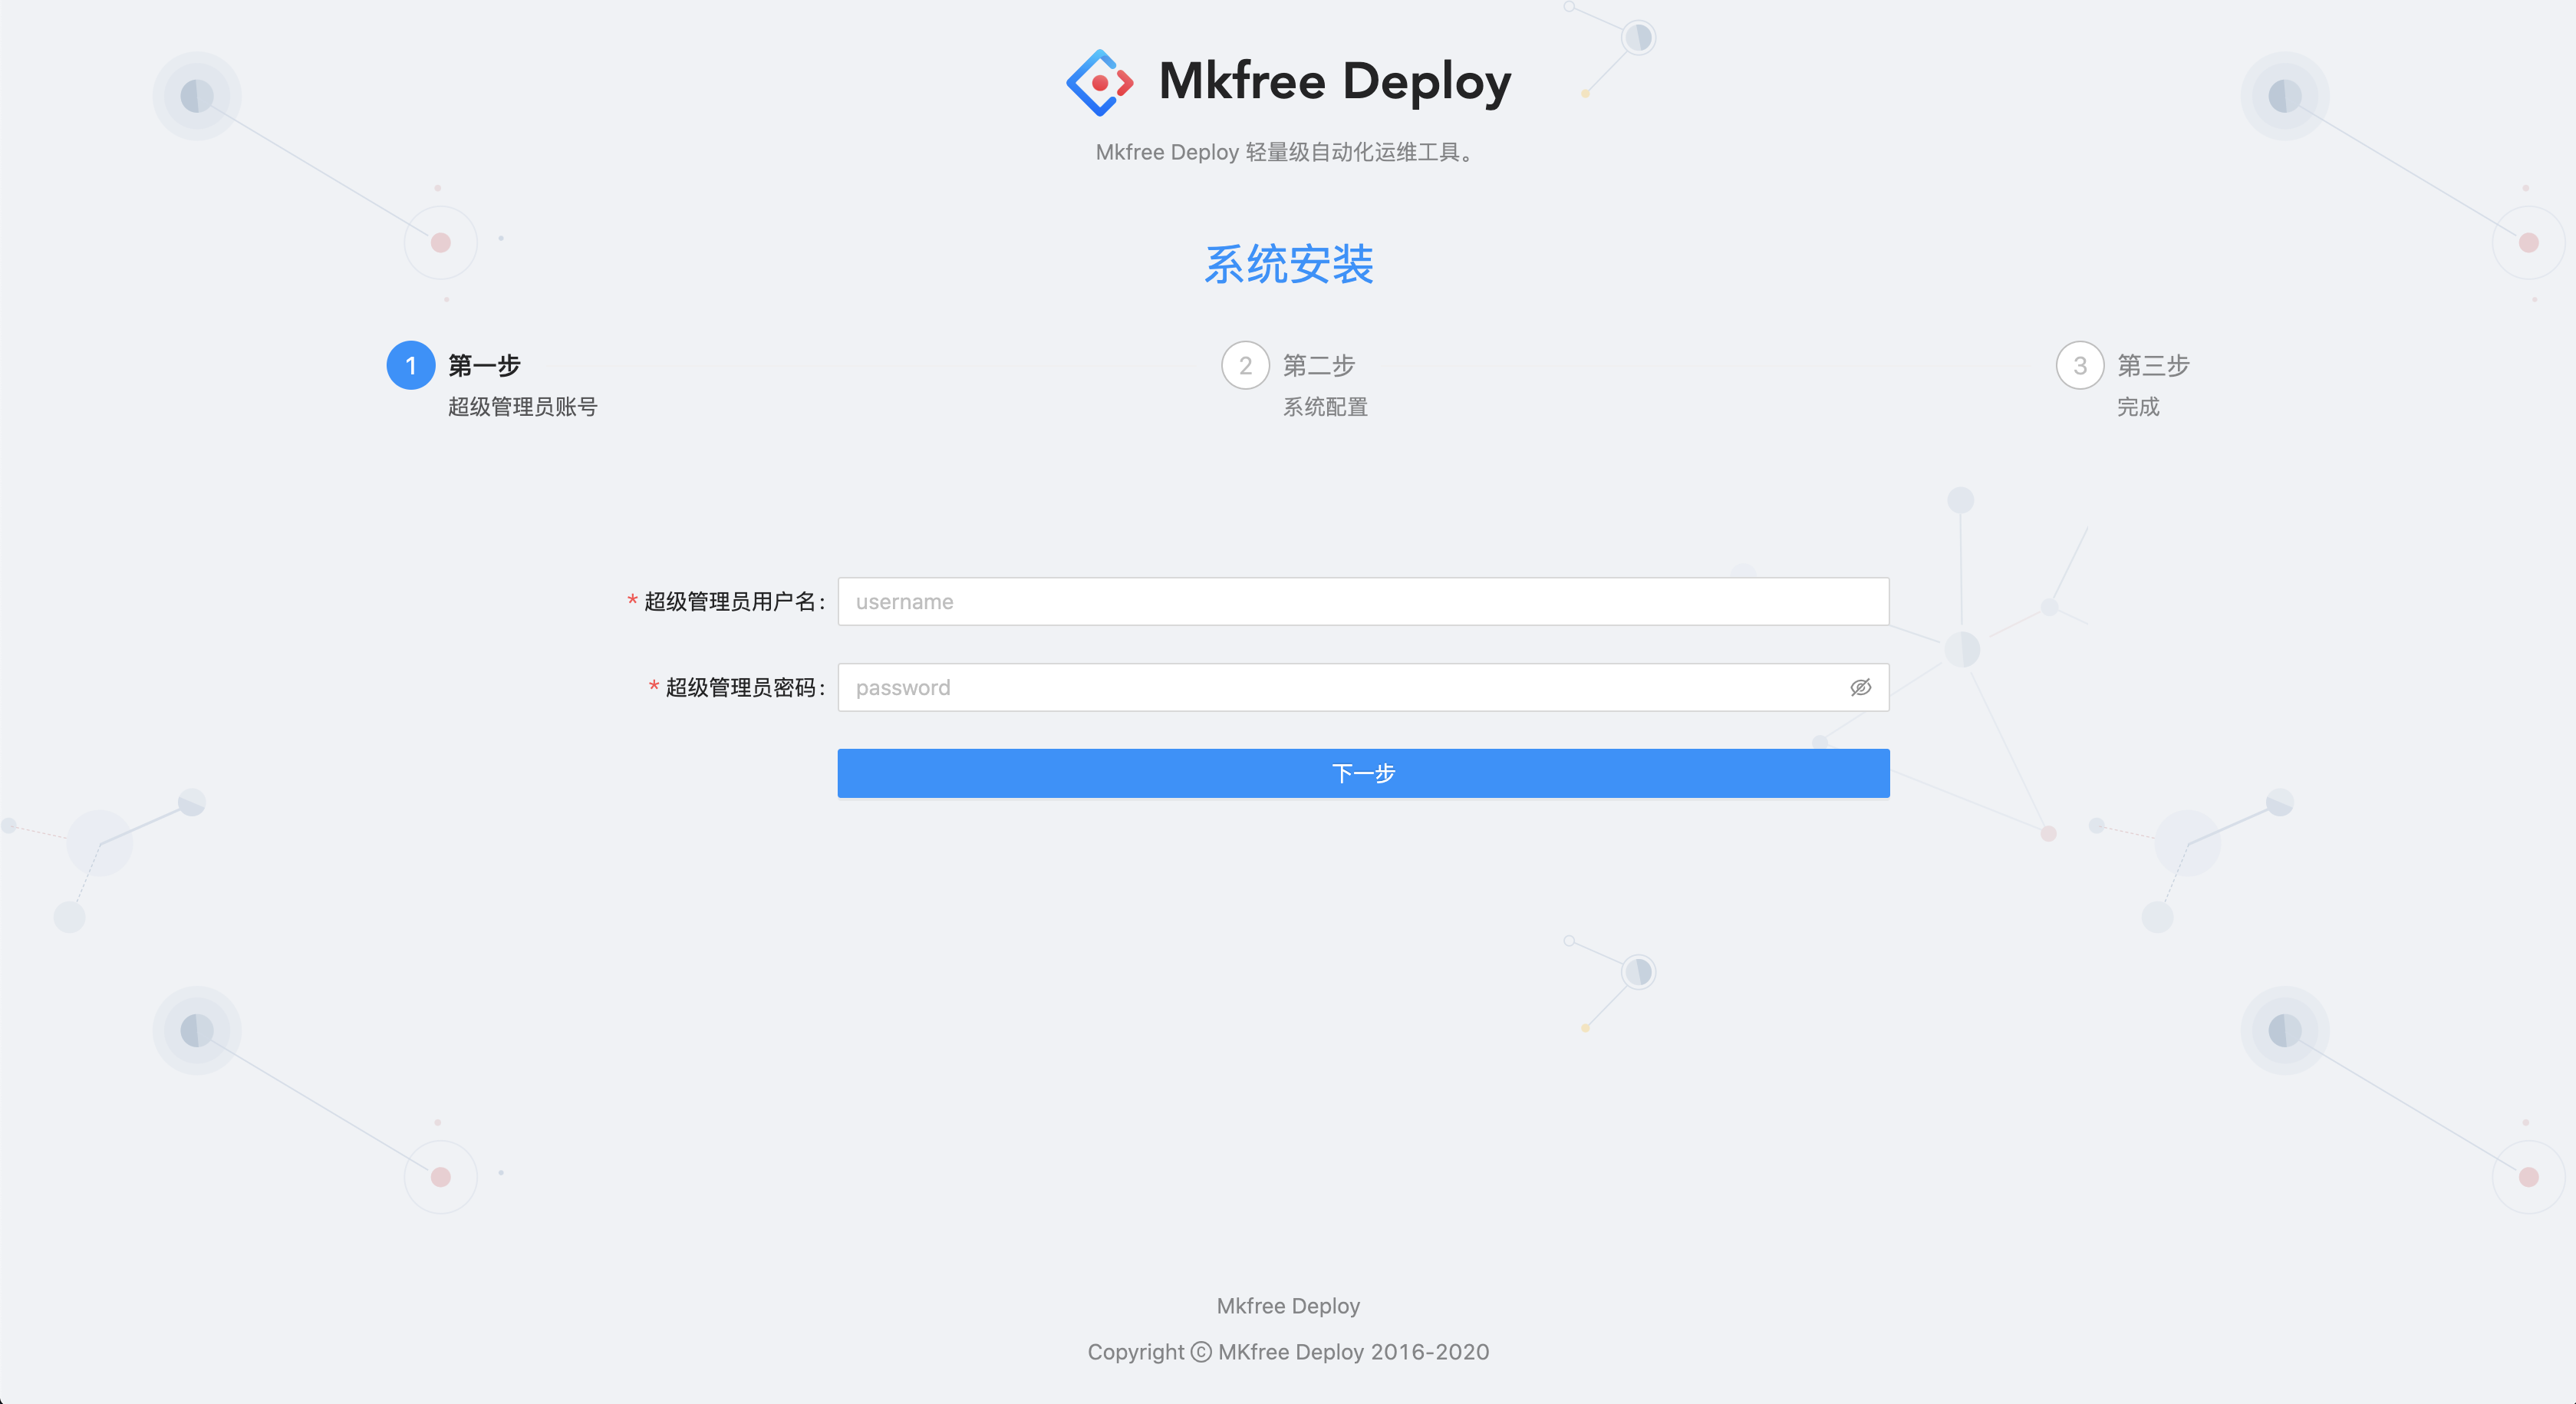 Mkfree Deploy
Mkfree Deploy 轻量级自动化运维工具。
系统安装
1 第一步
超级管理员账号
2 第二步
系统配置
3 第三步
完成
* 超级管理员用户名:
username
* 超级管理员密码:
password
下一步
Mkfree Deploy
Copyright © MKfree Deploy 2016-2020